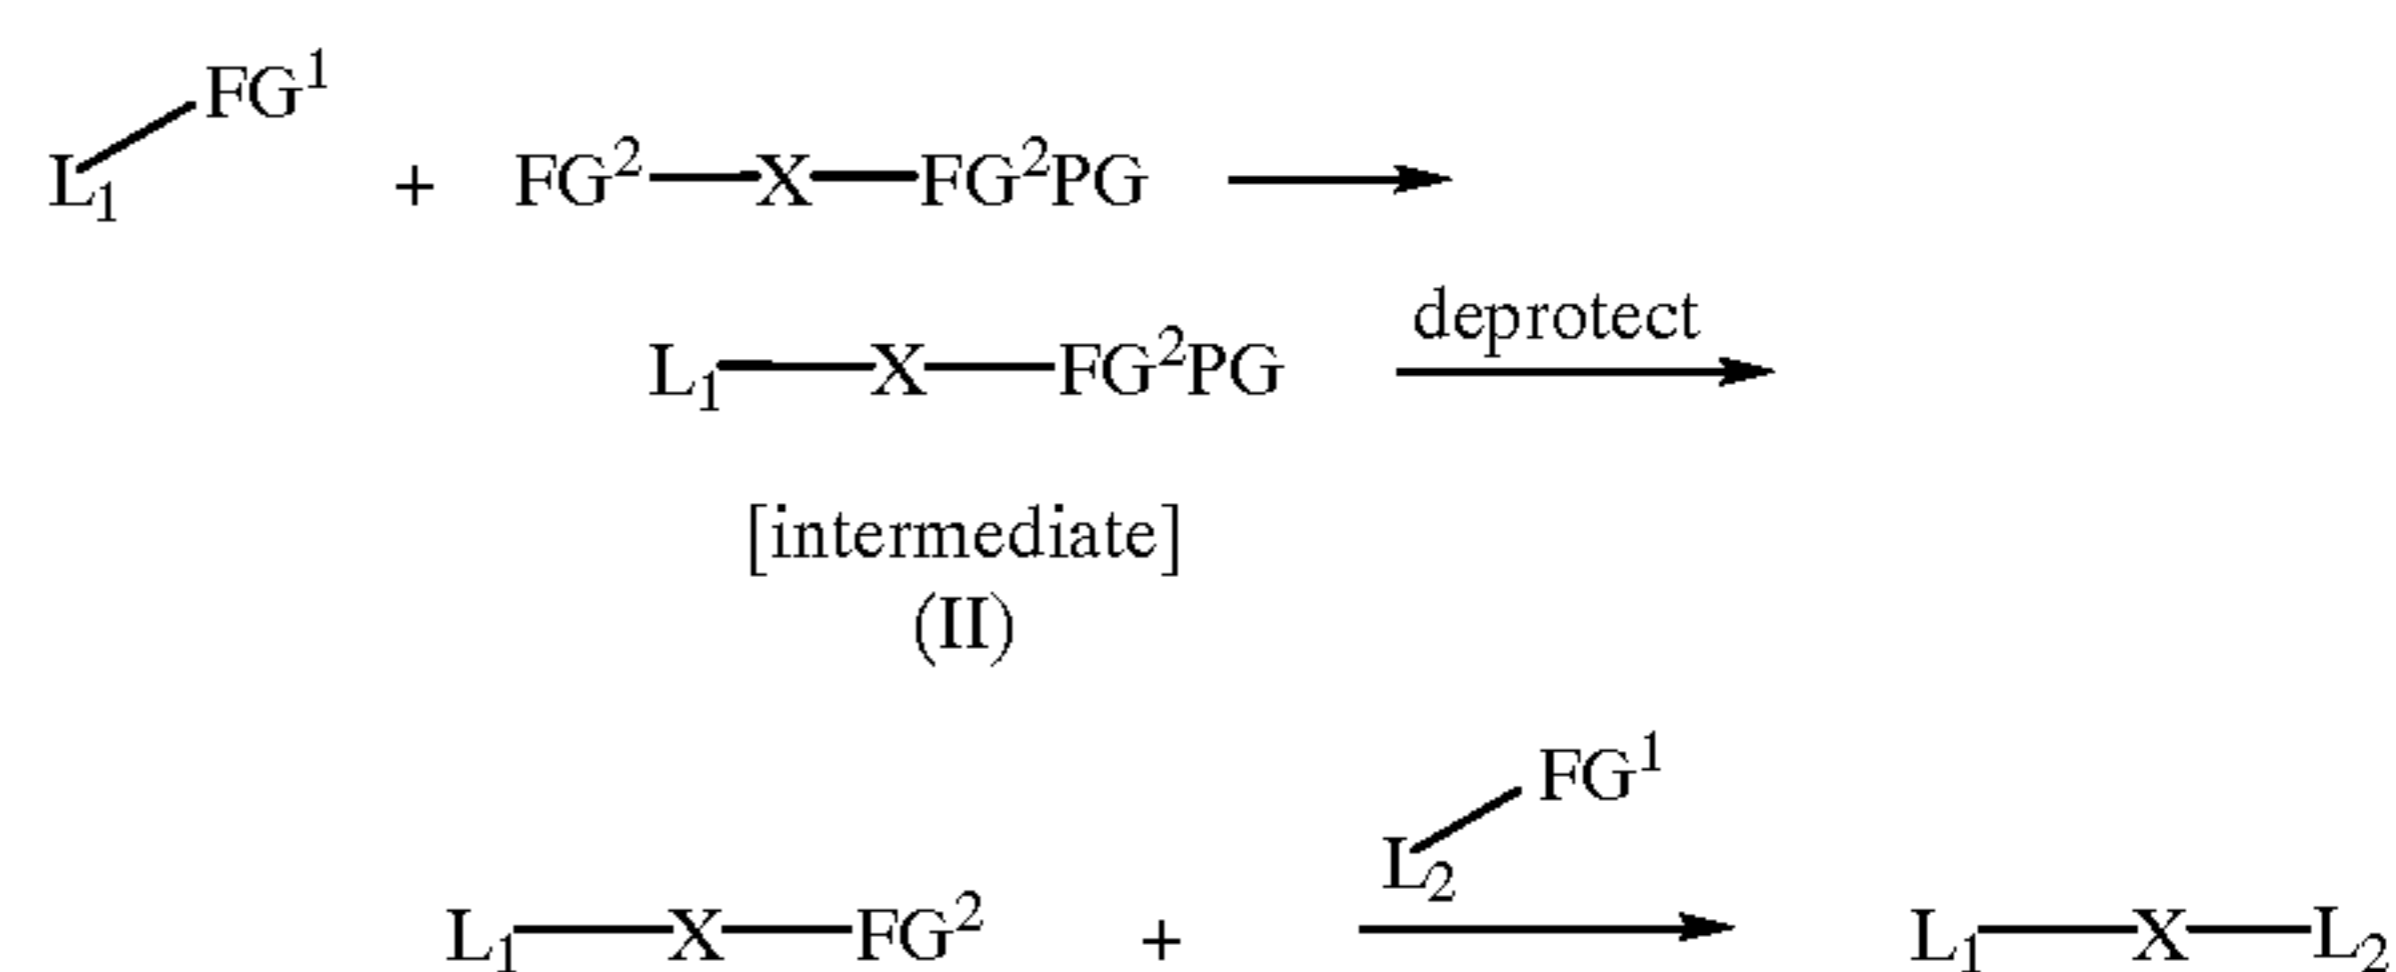 L₁—FG¹ + FG²—X—FG²PG →
deprotect
L₁—X—FG²PG →
[intermediate]
(II)
L₂—FG¹
L₁—X—FG² + → L₁—X—L₂